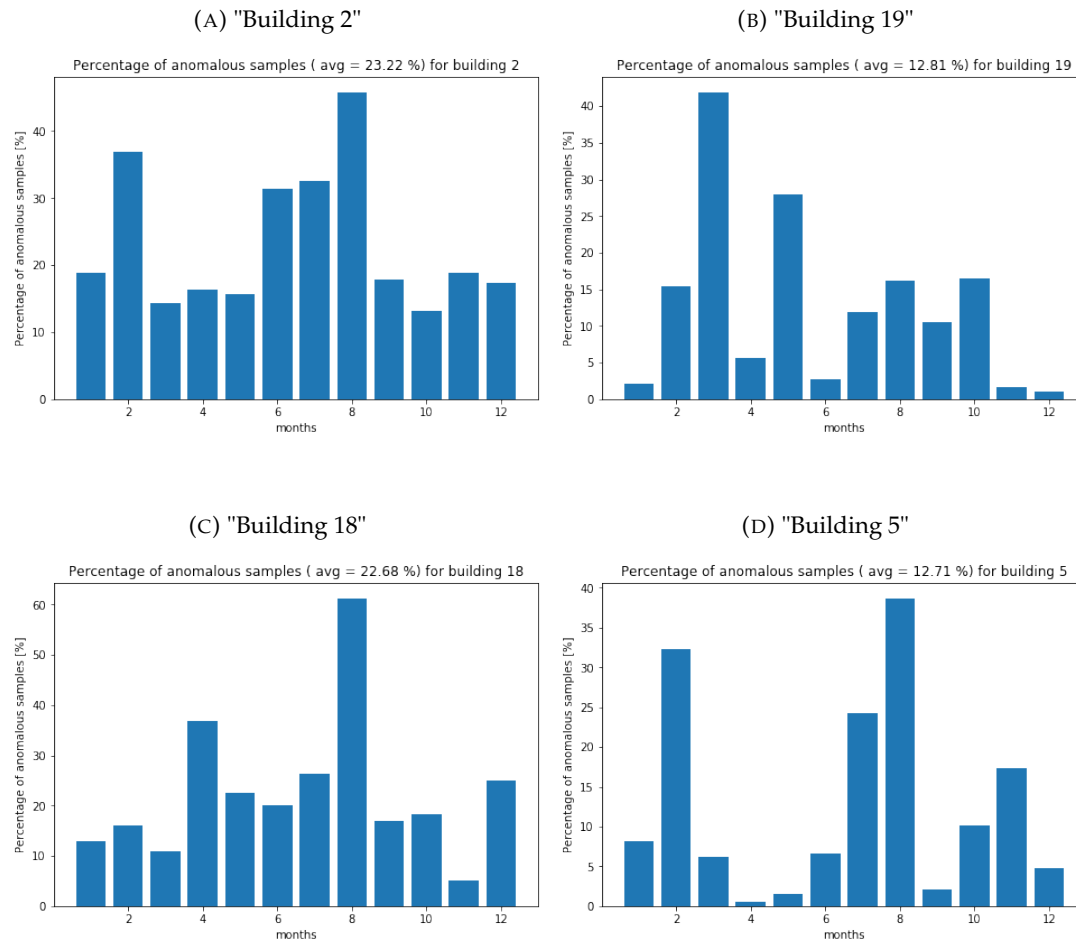 (A) "Building 2"
Percentage of anomalous samples ( avg = 23.22 %) for building 2
Percentage of anomalous samples [%]
40
30
20
10
0
2 4 6 8 10 12
months
(B) "Building 19"
Percentage of anomalous samples ( avg = 12.81 %) for building 19
Percentage of anomalous samples [%]
40
35
30
25
20
15
10
5
0
2 4 6 8 10 12
months
(C) "Building 18"
Percentage of anomalous samples ( avg = 22.68 %) for building 18
Percentage of anomalous samples [%]
60
50
40
30
20
10
0
2 4 6 8 10 12
months
(D) "Building 5"
Percentage of anomalous samples ( avg = 12.71 %) for building 5
Percentage of anomalous samples [%]
40
35
30
25
20
15
10
5
0
2 4 6 8 10 12
months